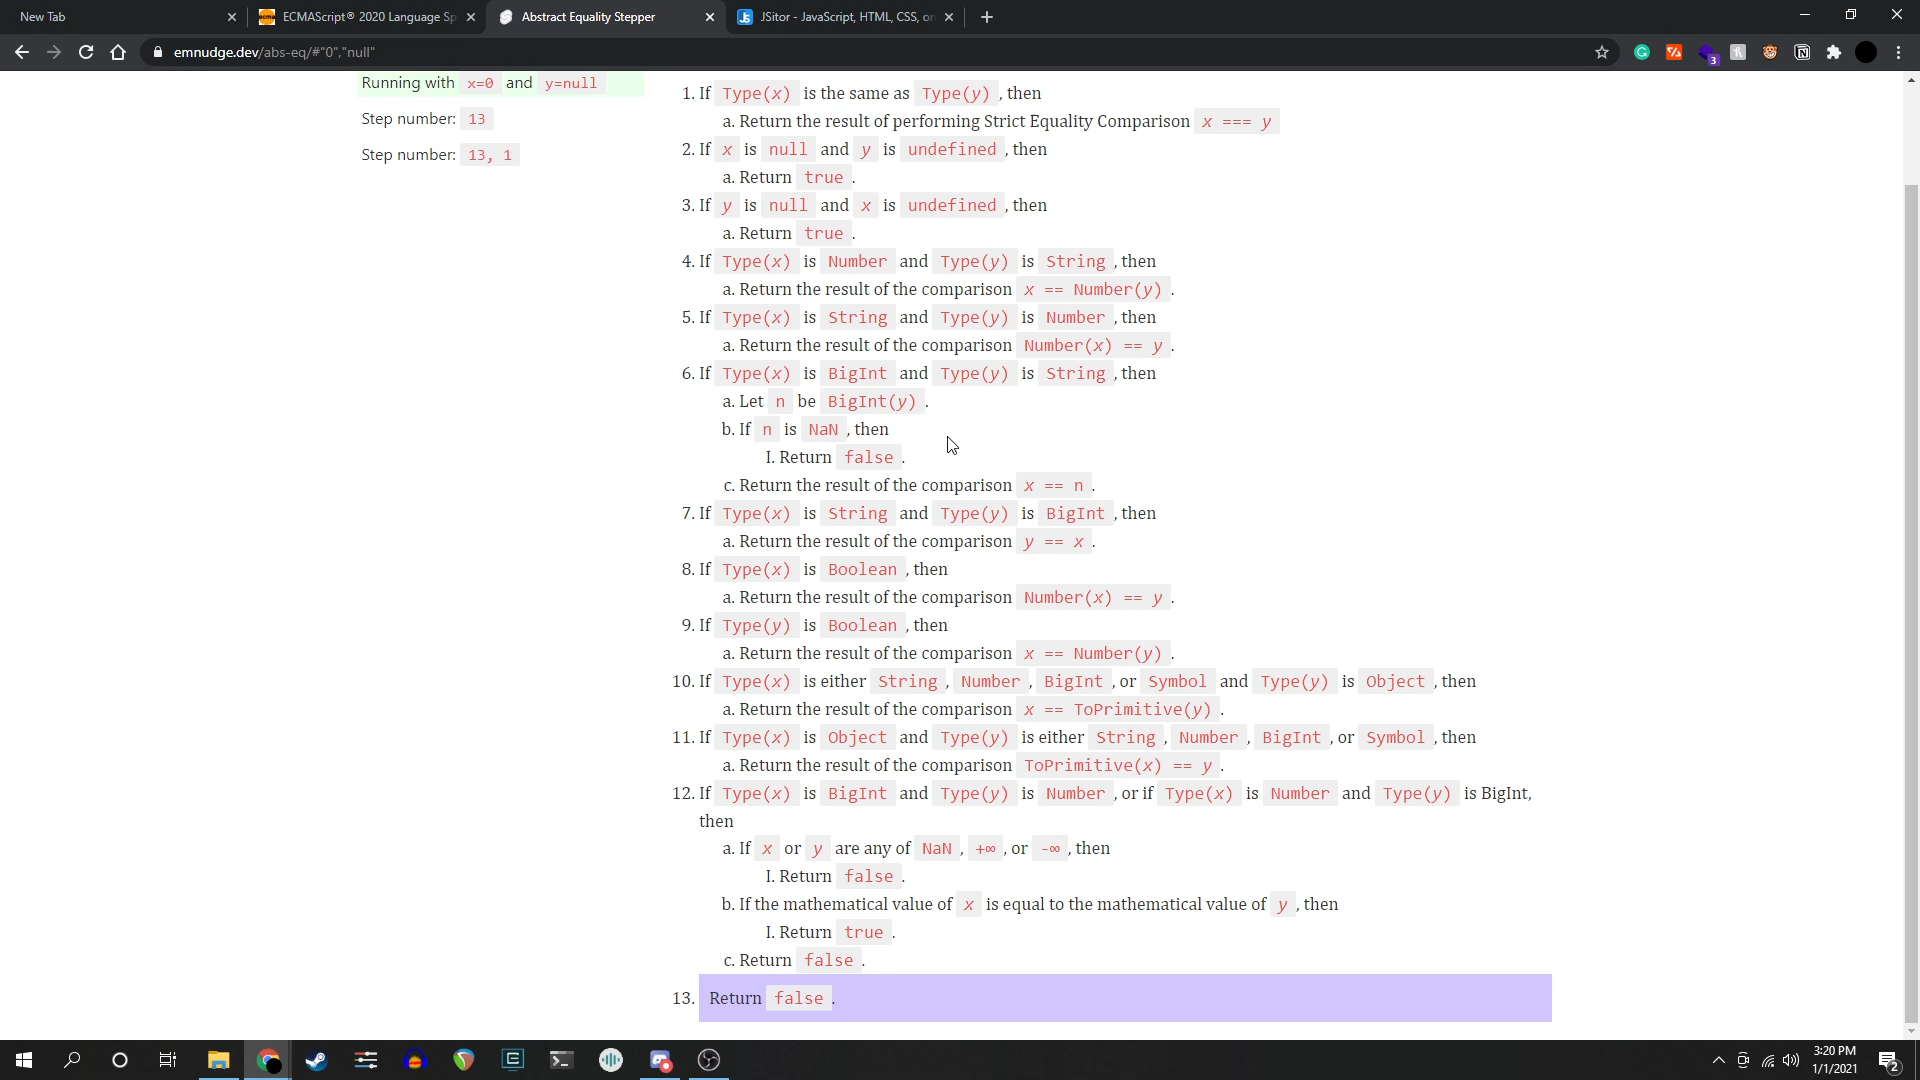 New Tab
ECMAScript® 2020 Language Sp
Abstract Equality Stepper
JSitor - JavaScript, HTML, CSS, on
emnudge.dev/abs-eq/#"0","null"
3
Running with x=0 and y=null
Step number: 13
Step number: 13, 1
1. If Type(x) is the same as Type(y) , then
a. Return the result of performing Strict Equality Comparison x === y
2. If x is null and y is undefined , then
a. Return true .
3. If y is null and x is undefined , then
a. Return true .
4. If Type(x) is Number and Type(y) is String , then
a. Return the result of the comparison x == Number(y) .
5. If Type(x) is String and Type(y) is Number , then
a. Return the result of the comparison Number(x) == y .
6. If Type(x) is BigInt and Type(y) is String , then
a. Let n be BigInt(y) .
b. If n is NaN , then
I. Return false .
c. Return the result of the comparison x == n .
7. If Type(x) is String and Type(y) is BigInt , then
a. Return the result of the comparison y == x .
8. If Type(x) is Boolean , then
a. Return the result of the comparison Number(x) == y .
9. If Type(y) is Boolean , then
a. Return the result of the comparison x == Number(y) .
10. If Type(x) is either String , Number , BigInt , or Symbol and Type(y) is Object , then
a. Return the result of the comparison x == ToPrimitive(y) .
11. If Type(x) is Object and Type(y) is either String , Number , BigInt , or Symbol , then
a. Return the result of the comparison ToPrimitive(x) == y .
12. If Type(x) is BigInt and Type(y) is Number , or if Type(x) is Number and Type(y) is BigInt,
then
a. If x or y are any of NaN , +∞ , or -∞ , then
I. Return false .
b. If the mathematical value of x is equal to the mathematical value of y , then
I. Return true .
c. Return false .
13. Return false .
3:20 PM
1/1/2021
2